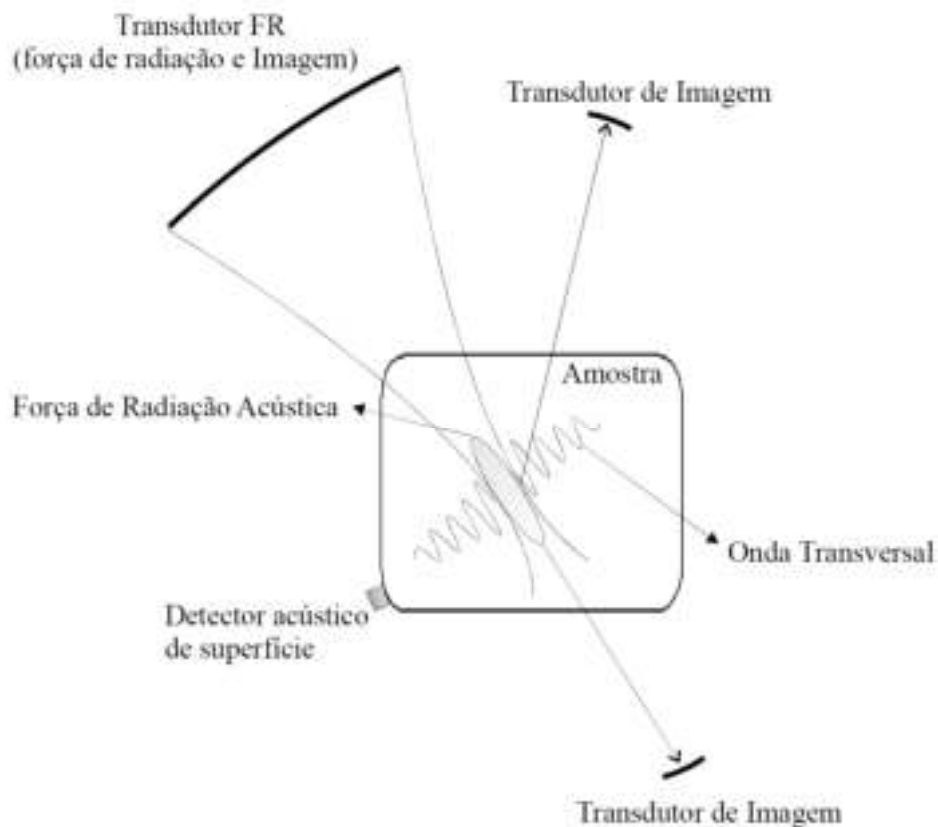 Transdutor FR
(força de radiação e Imagem)
Transdutor de Imagem
Amostra
Força de Radiação Acústica
Onda Transversal
Detector acústico
de superfície
Transdutor de Imagem